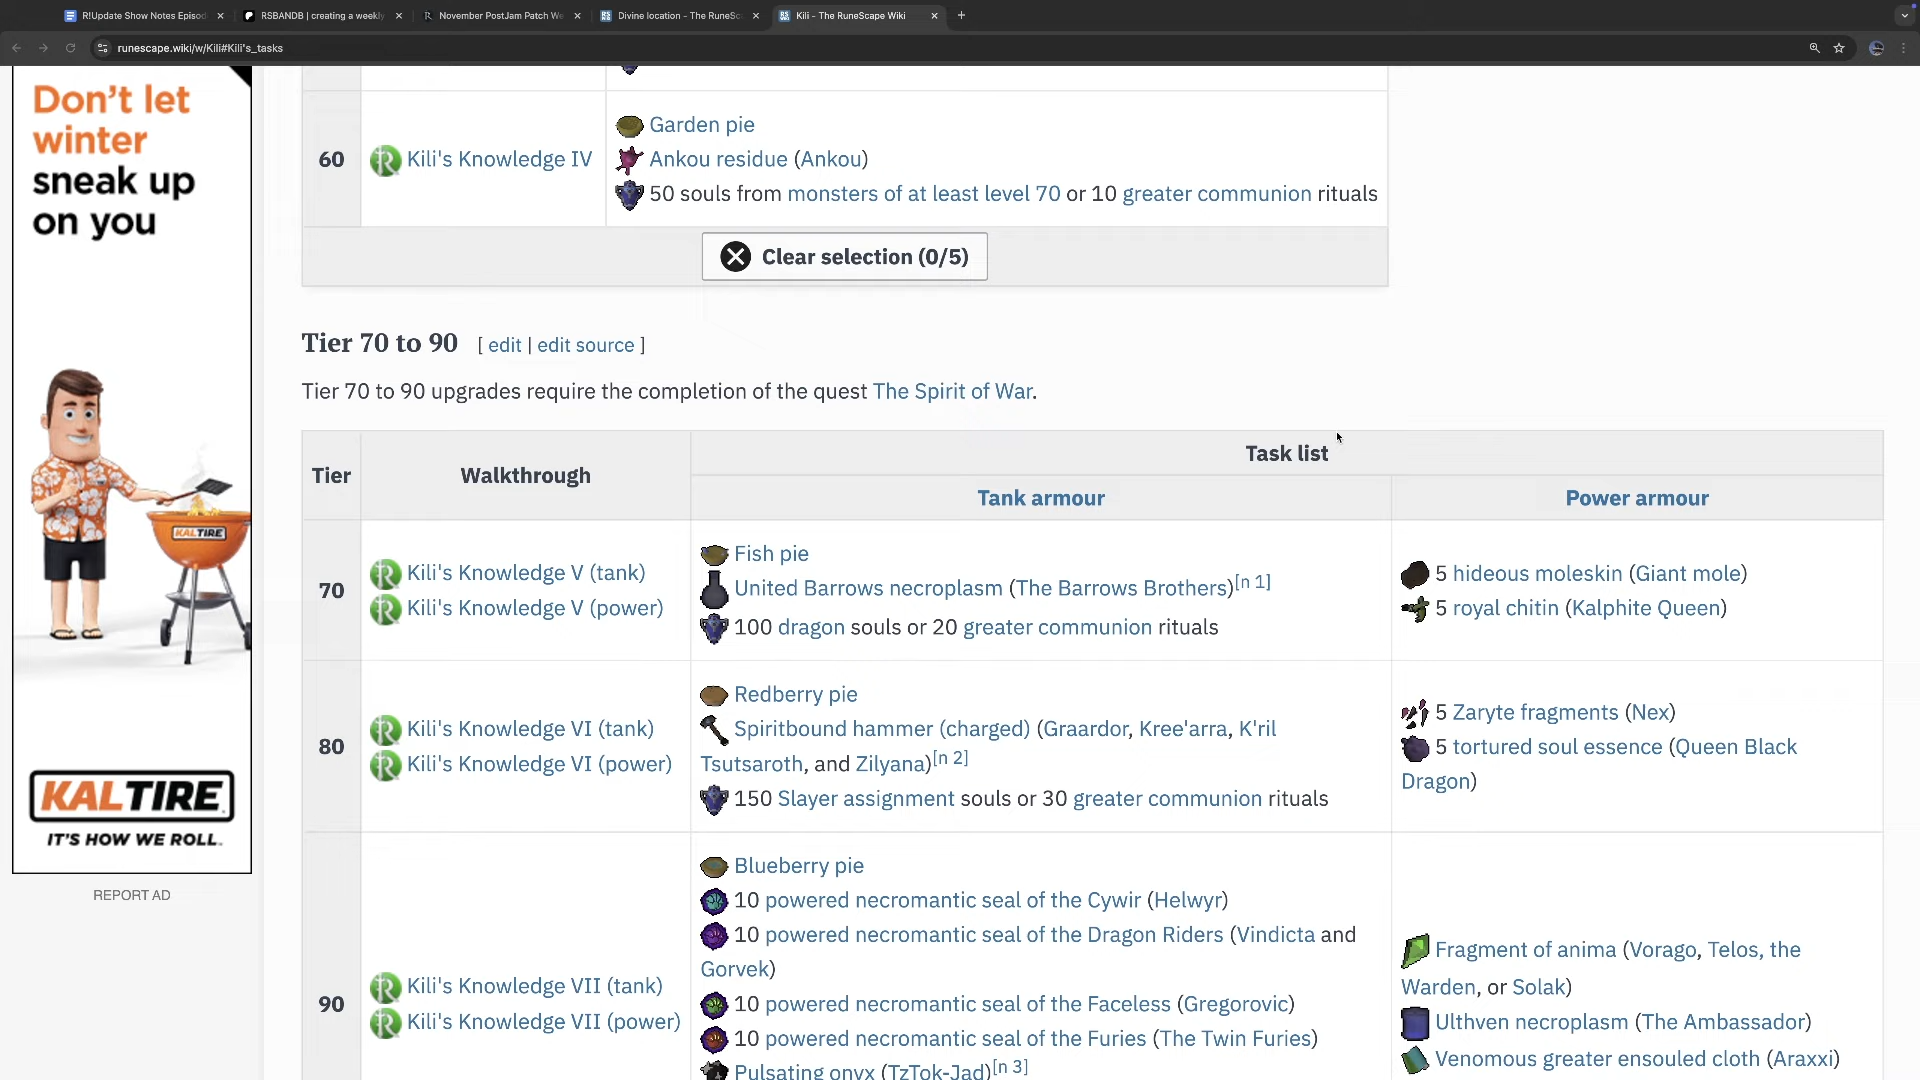 R!Update Show Notes Episod
RSBANDB | creating a weekly
November PostJam Patch We
Divine location - The RuneSc
Kili - The RuneScape Wiki
runescape.wiki/w/Kili#Kili's_tasks
Don't let
winter
sneak up
on you
KALTIRE
KALTIRE
IT'S HOW WE ROLL.
REPORT AD
60
Kili's Knowledge IV
Garden pie
Ankou residue (Ankou)
50 souls from monsters of at least level 70 or 10 greater communion rituals
Clear selection (0/5)
Tier 70 to 90 [ edit | edit source ]
Tier 70 to 90 upgrades require the completion of the quest The Spirit of War.
Tier
Walkthrough
Task list
Tank armour
Power armour
70
Kili's Knowledge V (tank)
Kili's Knowledge V (power)
Fish pie
United Barrows necroplasm (The Barrows Brothers)[n 1]
100 dragon souls or 20 greater communion rituals
5 hideous moleskin (Giant mole)
5 royal chitin (Kalphite Queen)
80
Kili's Knowledge VI (tank)
Kili's Knowledge VI (power)
Redberry pie
Spiritbound hammer (charged) (Graardor, Kree'arra, K'ril
Tsutsaroth, and Zilyana)[n 2]
150 Slayer assignment souls or 30 greater communion rituals
5 Zaryte fragments (Nex)
5 tortured soul essence (Queen Black
Dragon)
90
Kili's Knowledge VII (tank)
Kili's Knowledge VII (power)
Blueberry pie
10 powered necromantic seal of the Cywir (Helwyr)
10 powered necromantic seal of the Dragon Riders (Vindicta and
Gorvek)
10 powered necromantic seal of the Faceless (Gregorovic)
10 powered necromantic seal of the Furies (The Twin Furies)
Pulsating onyx (TzTok-Jad)[n 3]
Fragment of anima (Vorago, Telos, the
Warden, or Solak)
Ulthven necroplasm (The Ambassador)
Venomous greater ensouled cloth (Araxxi)